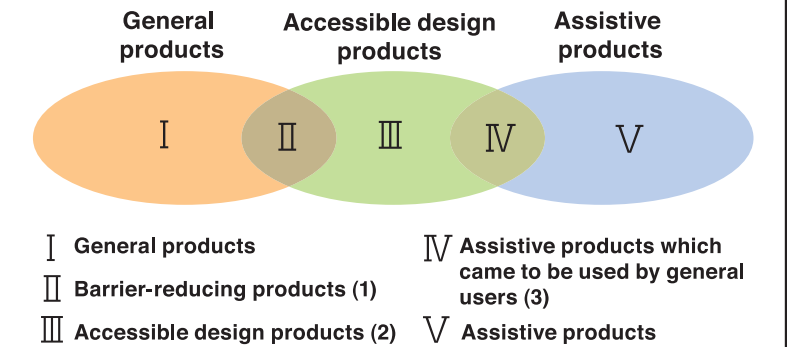 General
products
Accessible design
products
Assistive
products
Ⅰ
Ⅱ
Ⅲ
Ⅳ
Ⅴ
Ⅰ General products
Ⅱ Barrier-reducing products (1)
Ⅲ Accessible design products (2)
Ⅳ Assistive products which
came to be used by general
users (3)
Ⅴ Assistive products